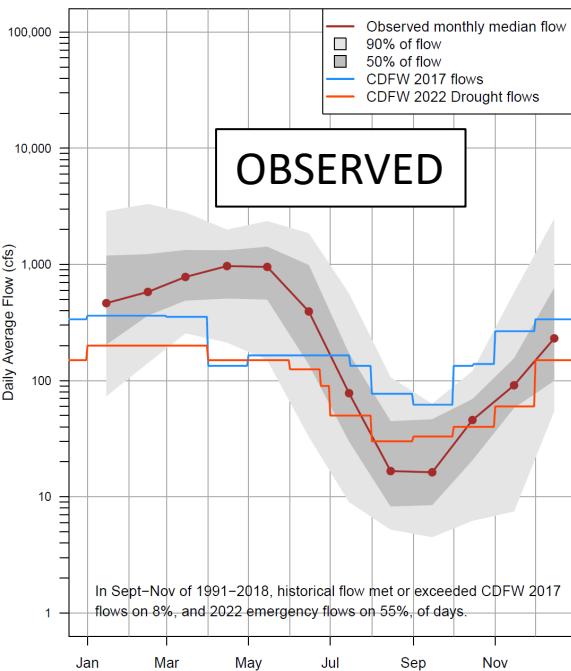 100,000
10,000
1,000
100
10
1
Daily Average Flow (cfs)
Observed monthly median flow
90% of flow
50% of flow
CDFW 2017 flows
CDFW 2022 Drought flows
OBSERVED
In Sept−Nov of 1991−2018, historical flow met or exceeded CDFW 2017
flows on 8%, and 2022 emergency flows on 55%, of days.
Jan Mar May Jul Sep Nov